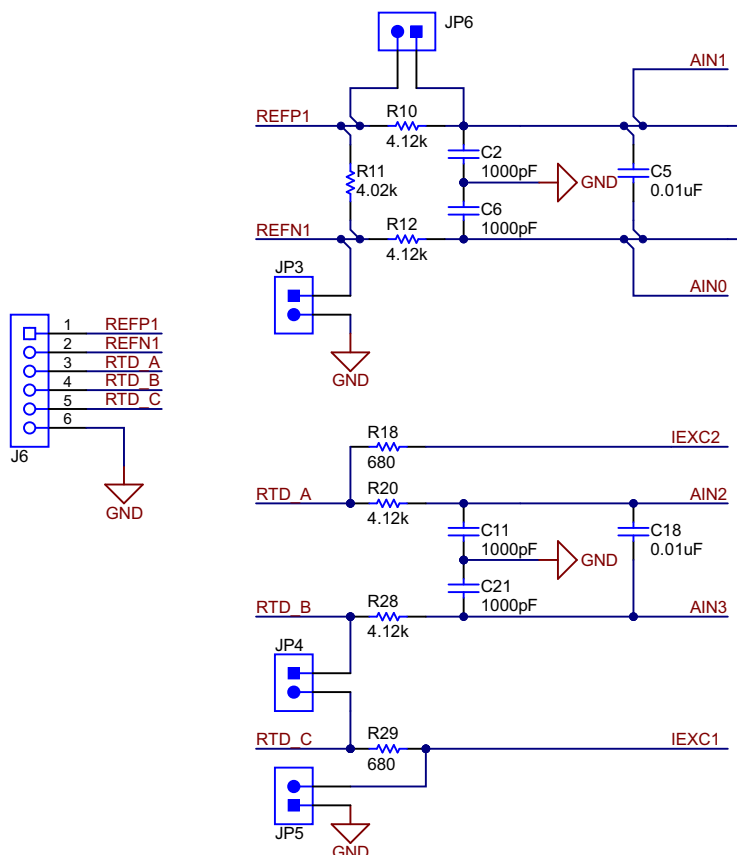 JP6
AIN1
REFP1
R10
4.12k
C2
1000pF
R11
4.02k
GND
C5
0.01uF
C6
1000pF
REFN1
R12
4.12k
JP3
AIN0
GND
1 REFP1
2 REFN1
3 RTD_A
4 RTD_B
5 RTD_C
6
J6
GND
R18
680
IEXC2
RTD_A
R20
4.12k
AIN2
C11
1000pF
GND
C18
0.01uF
C21
1000pF
RTD_B
R28
4.12k
AIN3
JP4
RTD_C
R29
680
IEXC1
JP5
GND